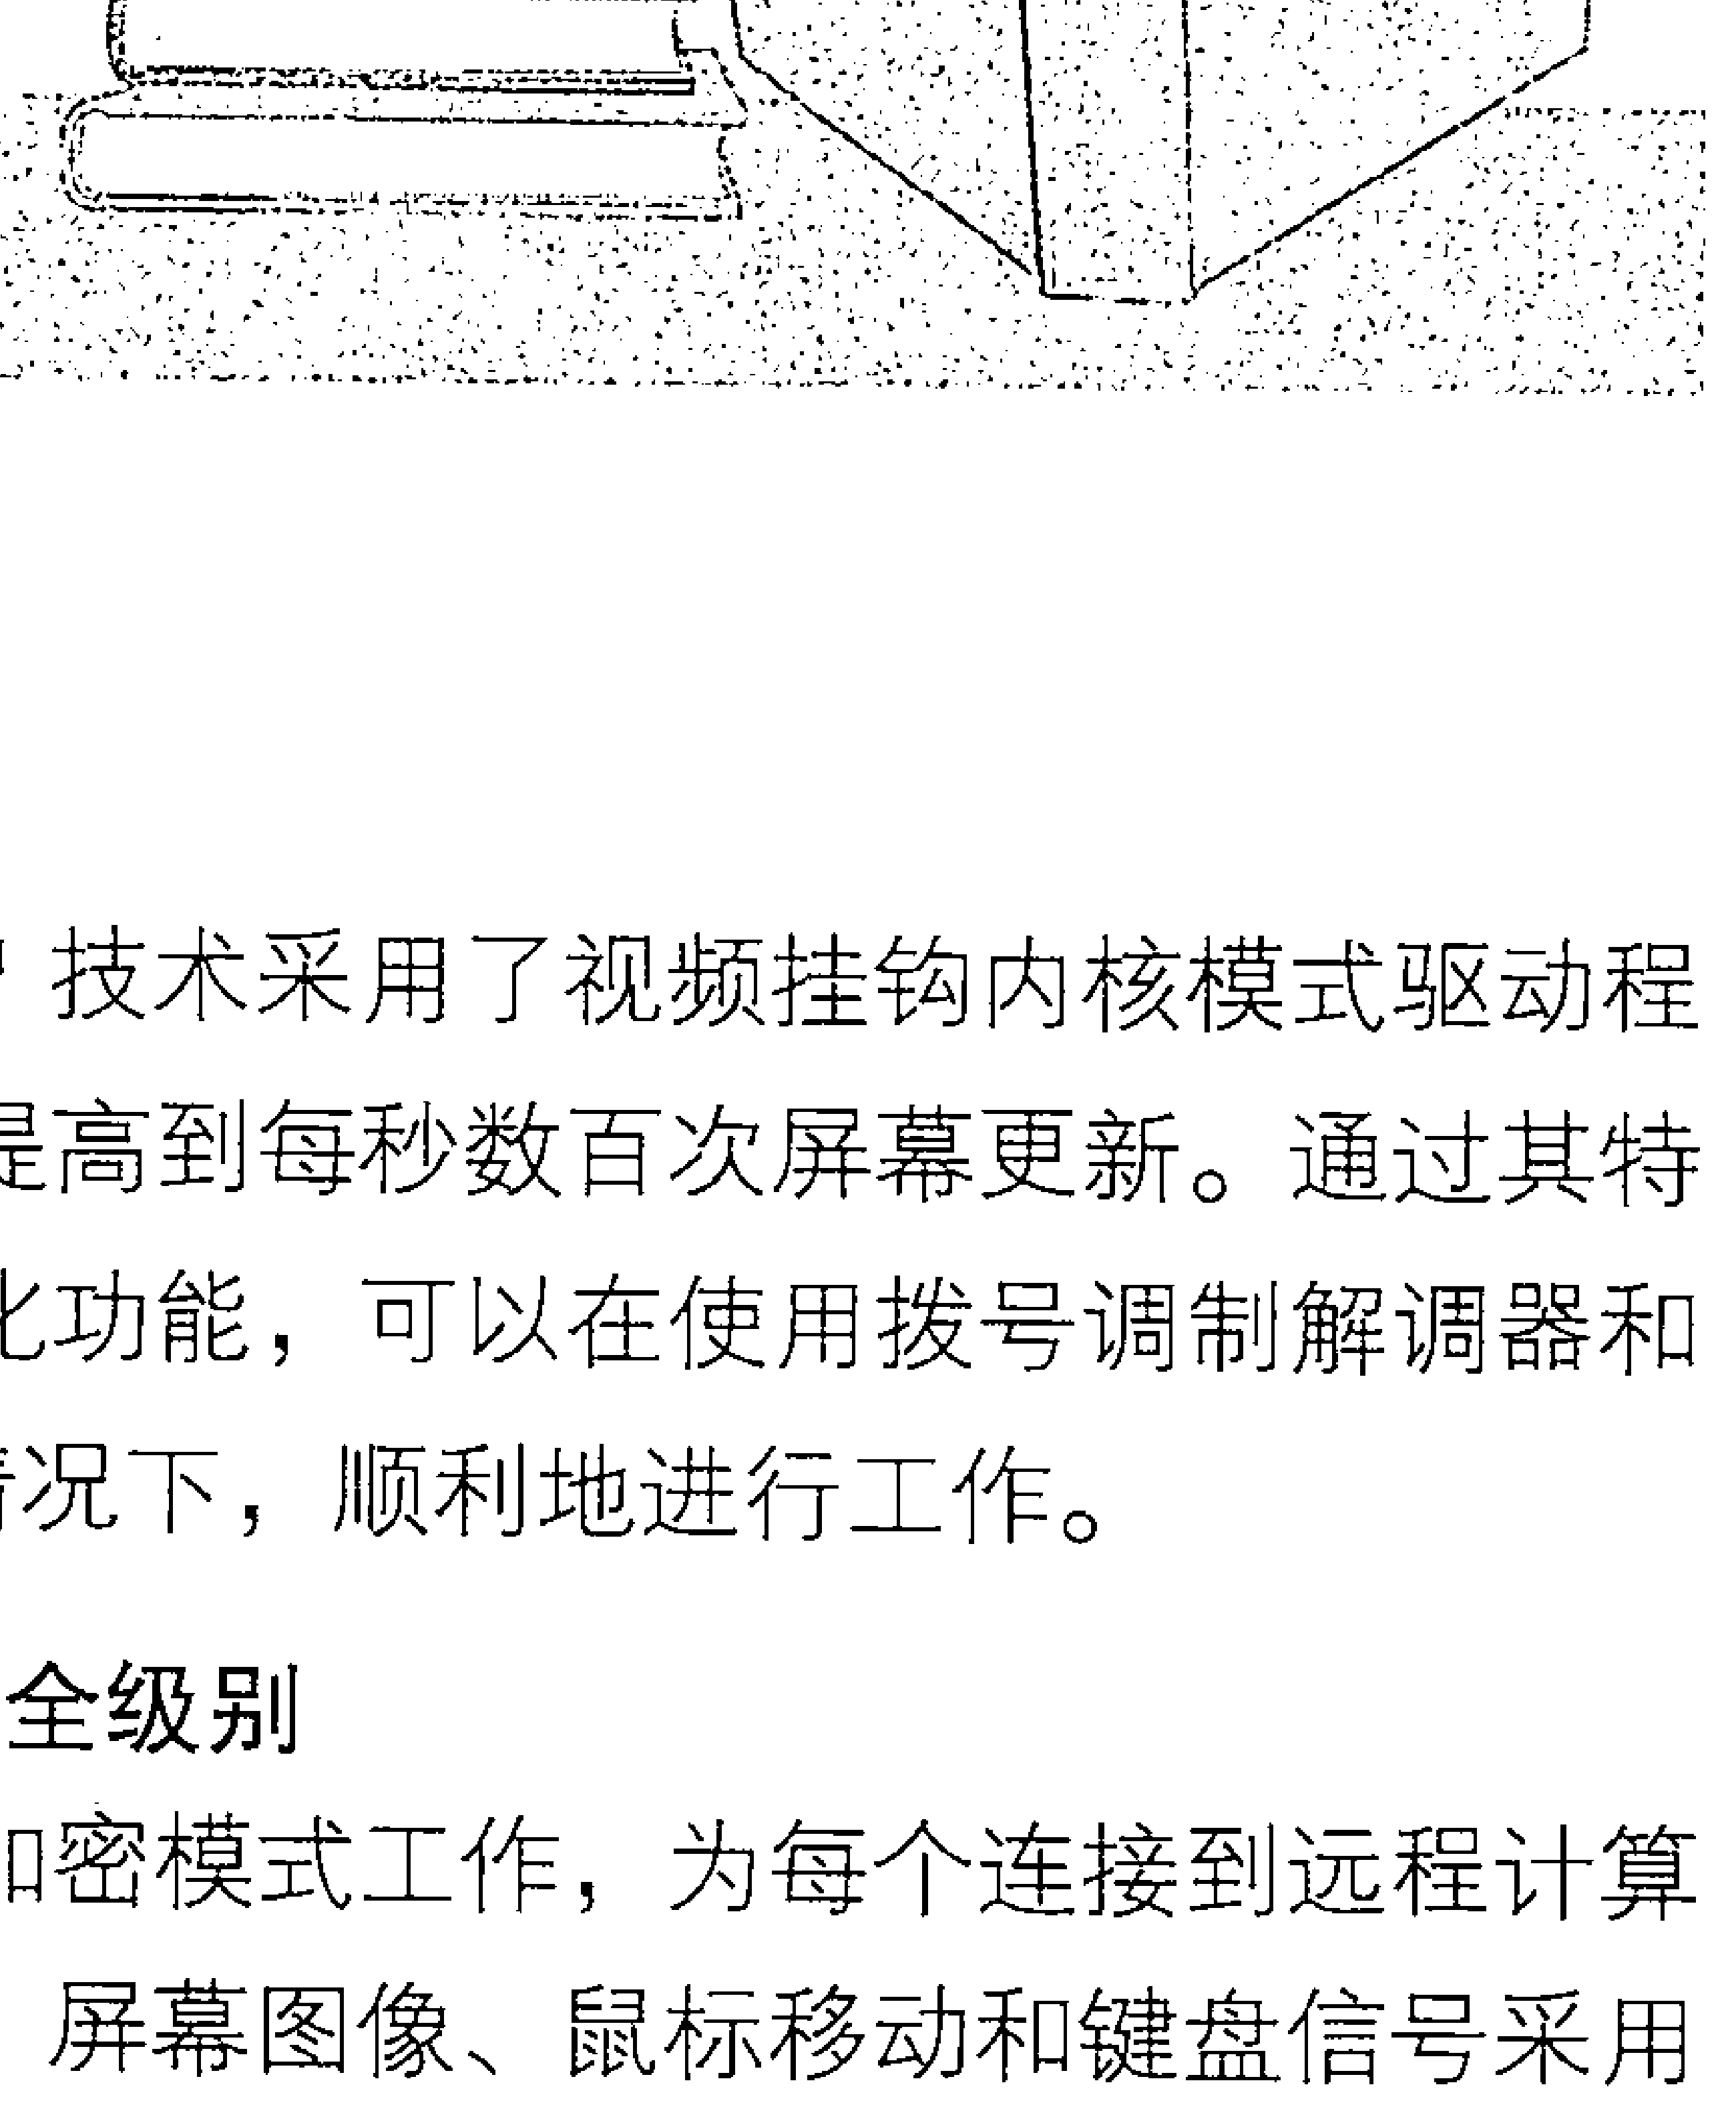 技术采用了视频挂钩内核模式驱动程
提高到每秒数百次屏幕更新。通过其特
化功能，可以在使用拨号调制解调器和
情况下，顺利地进行工作。
全级别
加密模式工作，为每个连接到远程计算
屏幕图像、鼠标移动和键盘信号采用